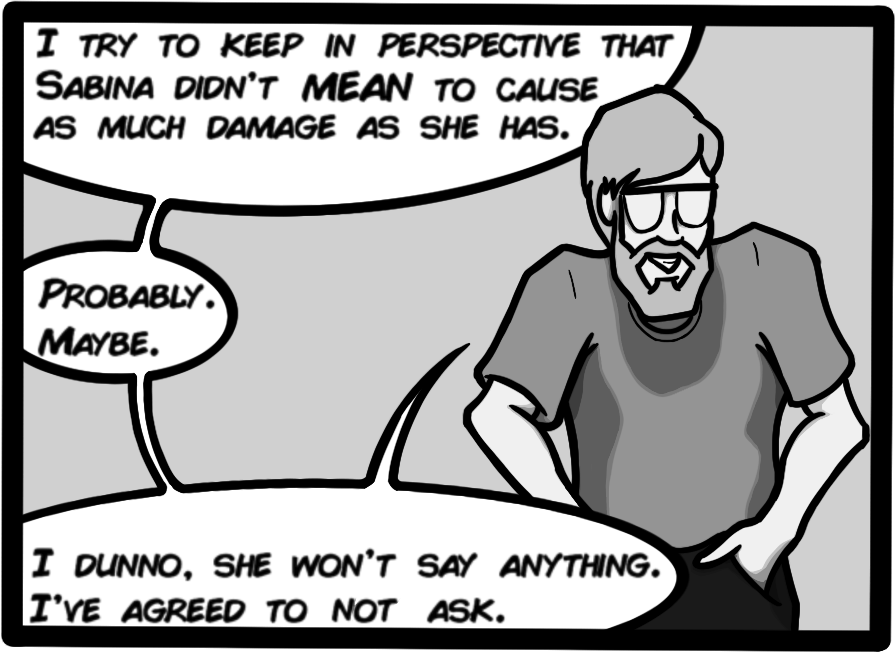 I TRY TO KEEP IN PERSPECTIVE THAT
SABINA DIDN'T MEAN TO CAUSE
AS MUCH DAMAGE AS SHE HAS.
PROBABLY.
MAYBE.
I DUNNO, SHE WON'T SAY ANYTHING.
I'VE AGREED TO NOT ASK.